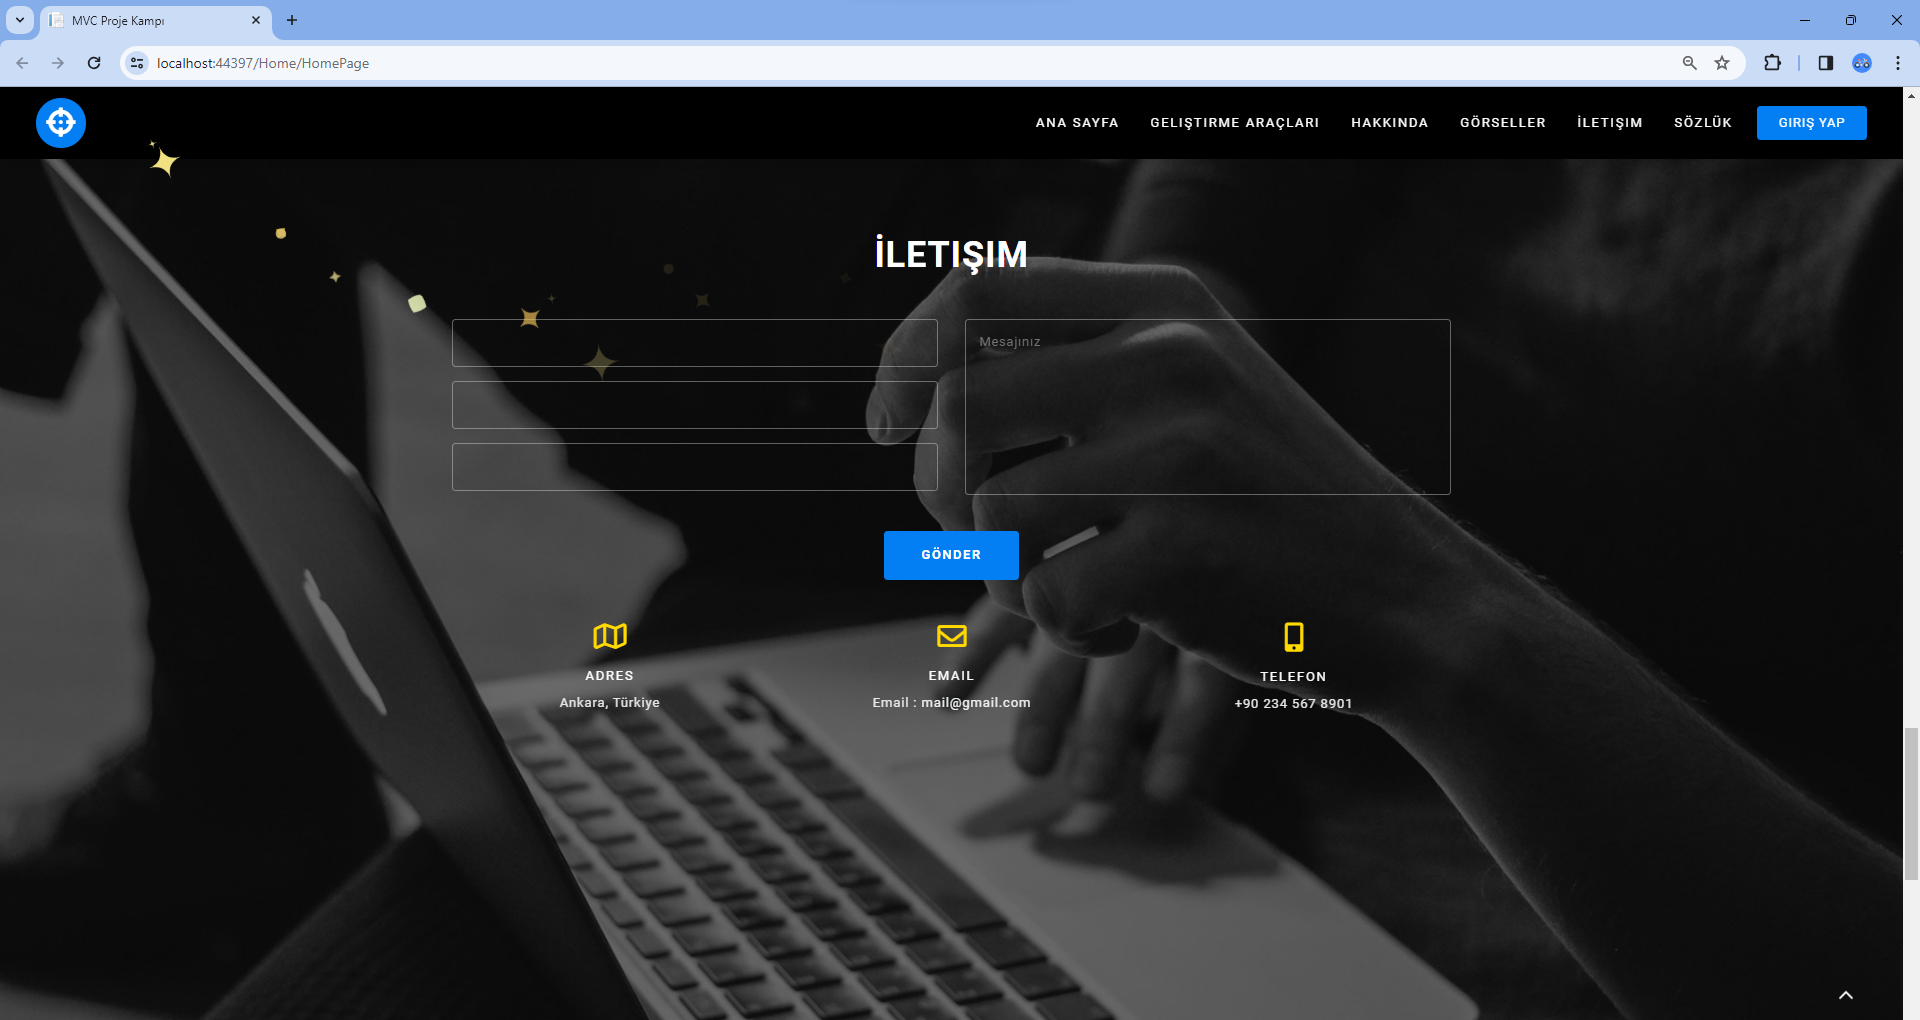 MVC Proje Kampı
localhost:44397/Home/HomePage
ANA SAYFA GELIŞTIRME ARAÇLARI HAKKINDA GÖRSELLER İLETIŞIM SÖZLÜK GIRIŞ YAP
İLETIŞIM
Mesajınız
GÖNDER
ADRES
Ankara, Türkiye
EMAIL
Email : mail@gmail.com
TELEFON
+90 234 567 8901